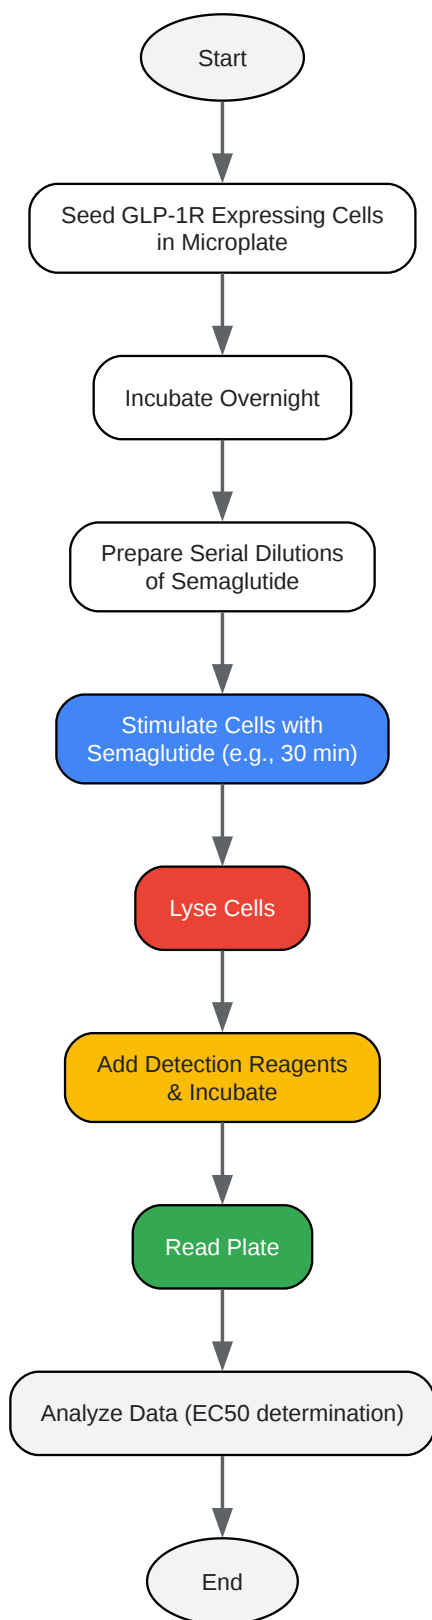 Start
Seed GLP-1R Expressing Cells
in Microplate
Incubate Overnight
Prepare Serial Dilutions
of Semaglutide
Stimulate Cells with
Semaglutide (e.g., 30 min)
Lyse Cells
Add Detection Reagents
& Incubate
Read Plate
Analyze Data (EC50 determination)
End